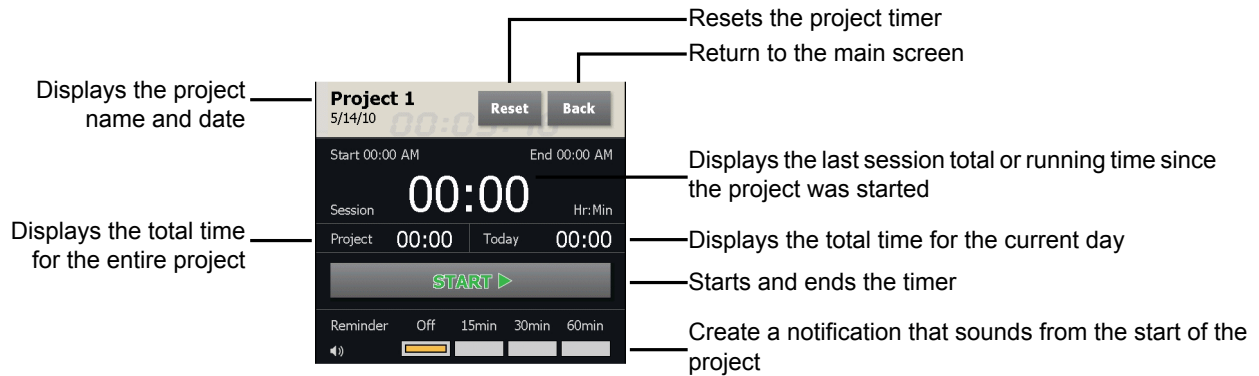 Resets the project timer
Return to the main screen
Displays the project
name and date
Project 1
5/14/10
Reset
Back
Start 00:00 AM
End 00:00 AM
00:00
Session
Hr:Min
Displays the last session total or running time since
the project was started
Displays the total time
for the entire project
Project 00:00
Today 00:00
Displays the total time for the current day
START
Starts and ends the timer
Reminder Off 15min 30min 60min
Create a notification that sounds from the start of the
project